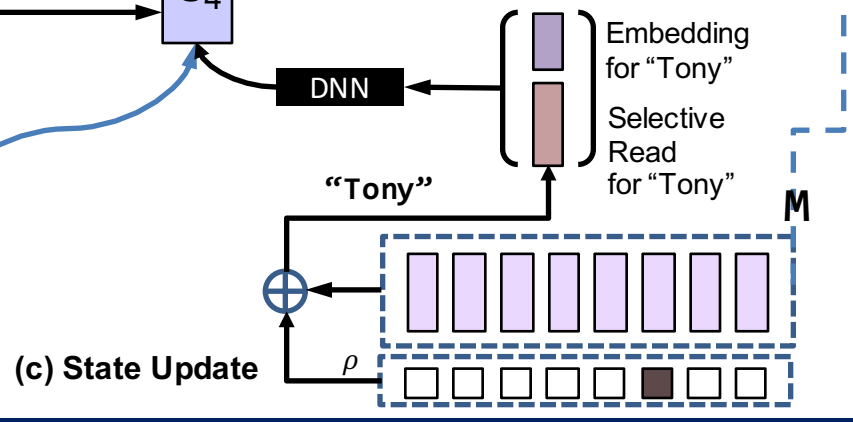 Embedding
for “Tony”
DNN
Selective
Read
for “Tony”
“Tony”
M
(c) State Update
ρ